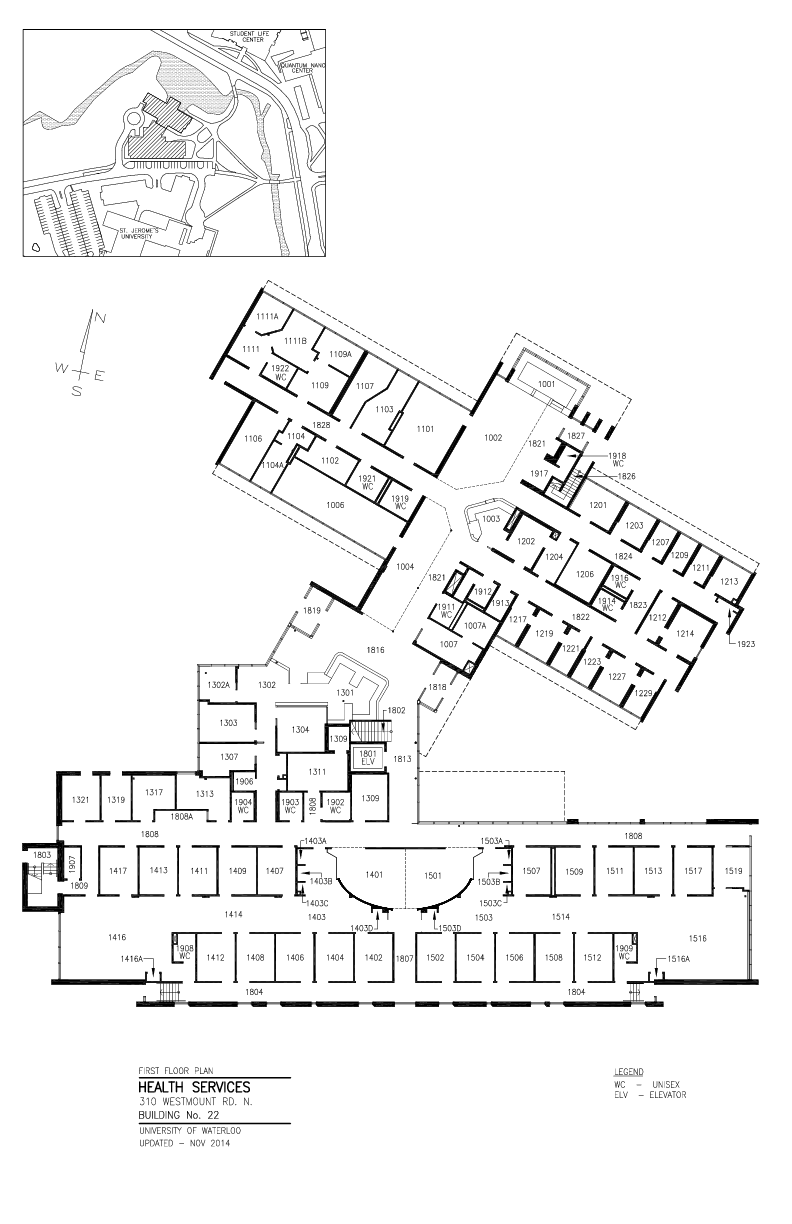 STUDENT LIFE
CENTER
QUANTUM NANO
CENTER
ST. JEROME'S
UNIVERSITY
N
W
E
S
1111A
1111B
1111
1109A
1922
WC
1109
1107
1103
1101
1828
1106
1104
1104A
1102
1921
WC
1919
WC
1006
1001
1002
1827
1821
1918
WC
1917
1826
1003
1201
1203
1207
1209
1211
1213
1202
1204
1824
1206
1916
WC
1914
WC
1823
1212
1214
1923
1004
1821
1912
1913
1911
WC
1007A
1007
1822
1217
1219
1221
1223
1227
1229
1819
1816
1818
1302A
1302
1301
1303
1304
1802
1309
1307
1801
ELV
1813
1311
1906
1321
1319
1317
1313
1904
WC
1903
WC
1808
1902
WC
1309
1808A
1808
1808
1803
1907
1809
1417
1413
1411
1409
1407
1403A
1403B
1403C
1401
1501
1503A
1503B
1503C
1507
1509
1511
1513
1517
1519
1414
1403
1403D
1503D
1503
1514
1416
1416A
1908
WC
1412
1408
1406
1404
1402
1807
1502
1504
1506
1508
1512
1909
WC
1516
1516A
1804
1804
FIRST FLOOR PLAN
HEALTH SERVICES
310 WESTMOUNT RD. N.
BUILDING No. 22
UNIVERSITY OF WATERLOO
UPDATED – NOV 2014
LEGEND
WC – UNISEX
ELV – ELEVATOR